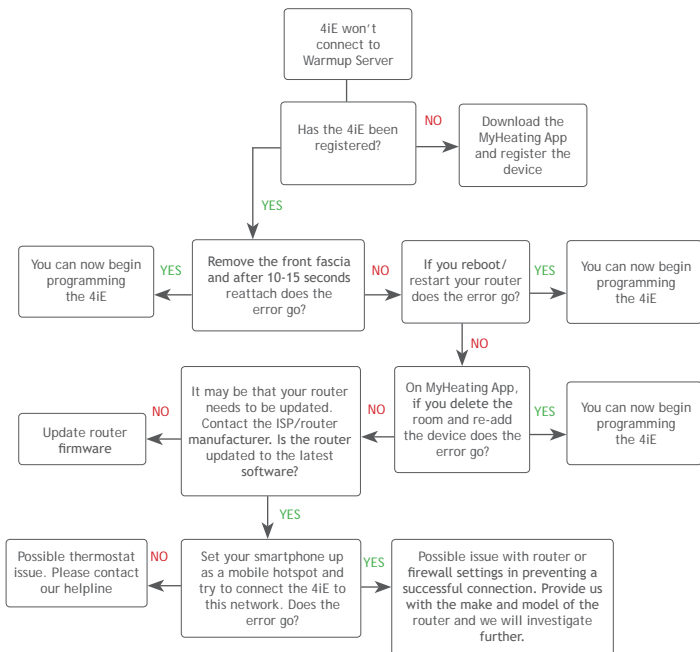 4iE won't
connect to
Warmup Server
Has the 4iE been
registered?
NO
Download the
MyHeating App
and register the
device
YES
You can now begin
programming
the 4iE
YES
Remove the front fascia
and after 10-15 seconds
reattach does the
error go?
NO
If you reboot/
restart your router
does the error go?
YES
You can now begin
programming
the 4iE
NO
It may be that your router
needs to be updated.
Contact the ISP/router
manufacturer. Is the router
updated to the latest
software?
NO
Update router
firmware
NO
On MyHeating App,
if you delete the
room and re-add
the device does the
error go?
YES
You can now begin
programming
the 4iE
YES
Possible thermostat
issue. Please contact
our helpline
NO
Set your smartphone up
as a mobile hotspot and
try to connect the 4iE to
this network. Does the
error go?
YES
Possible issue with router or
firewall settings in preventing a
successful connection. Provide us
with the make and model of the
router and we will investigate
further.